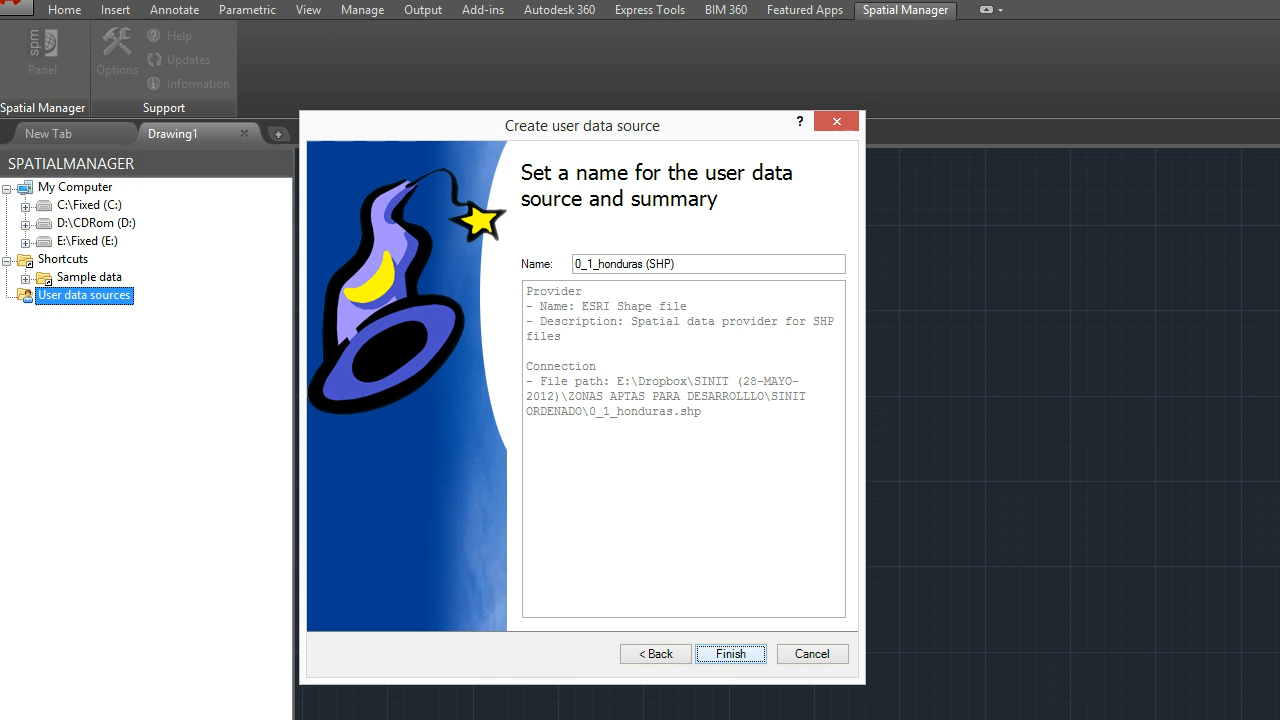 Home Insert Annotate Parametric View Manage Output Add-ins Autodesk 360 Express Tools BIM 360 Featured Apps Spatial Manager
spm
Panel
Options
Help
Updates
Information
Spatial Manager
Support
New Tab
Drawing1
SPATIALMANAGER
My Computer
C:\Fixed (C:)
D:\CDRom (D:)
E:\Fixed (E:)
Shortcuts
Sample data
User data sources
Create user data source
?
Set a name for the user data
source and summary
Name: 0_1_honduras (SHP)
Provider
- Name: ESRI Shape file
- Description: Spatial data provider for SHP
files
Connection
- File path: E:\Dropbox\SINIT (28-MAYO-
2012)\ZONAS APTAS PARA DESARROLLLO\SINIT
ORDENADO\0_1_honduras.shp
< Back Finish Cancel